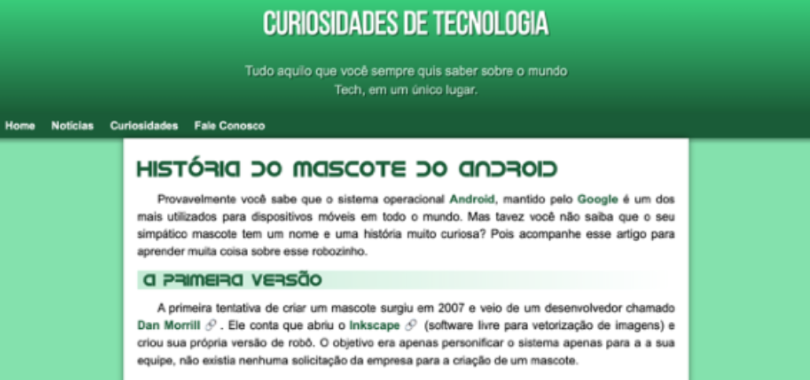 CURIOSIDADES DE TECNOLOGIA
Tudo aquilo que você sempre quis saber sobre o mundo
Tech, em um único lugar.
Home Notícias Curiosidades Fale Conosco
HISTÓRIA DO MASCOTE DO ANDROID
Provavelmente você sabe que o sistema operacional Android, mantido pelo Google é um dos
mais utilizados para dispositivos móveis em todo o mundo. Mas tavez você não saiba que o seu
simpático mascote tem um nome e uma história muito curiosa? Pois acompanhe esse artigo para
aprender muita coisa sobre esse robozinho.
A PRIMEIRA VERSÃO
A primeira tentativa de criar um mascote surgiu em 2007 e veio de um desenvolvedor chamado
Dan Morrill . Ele conta que abriu o Inkscape (software livre para vetorização de imagens) e
criou sua própria versão de robô. O objetivo era apenas personificar o sistema apenas para a a sua
equipe, não existia nenhuma solicitação da empresa para a criação de um mascote.